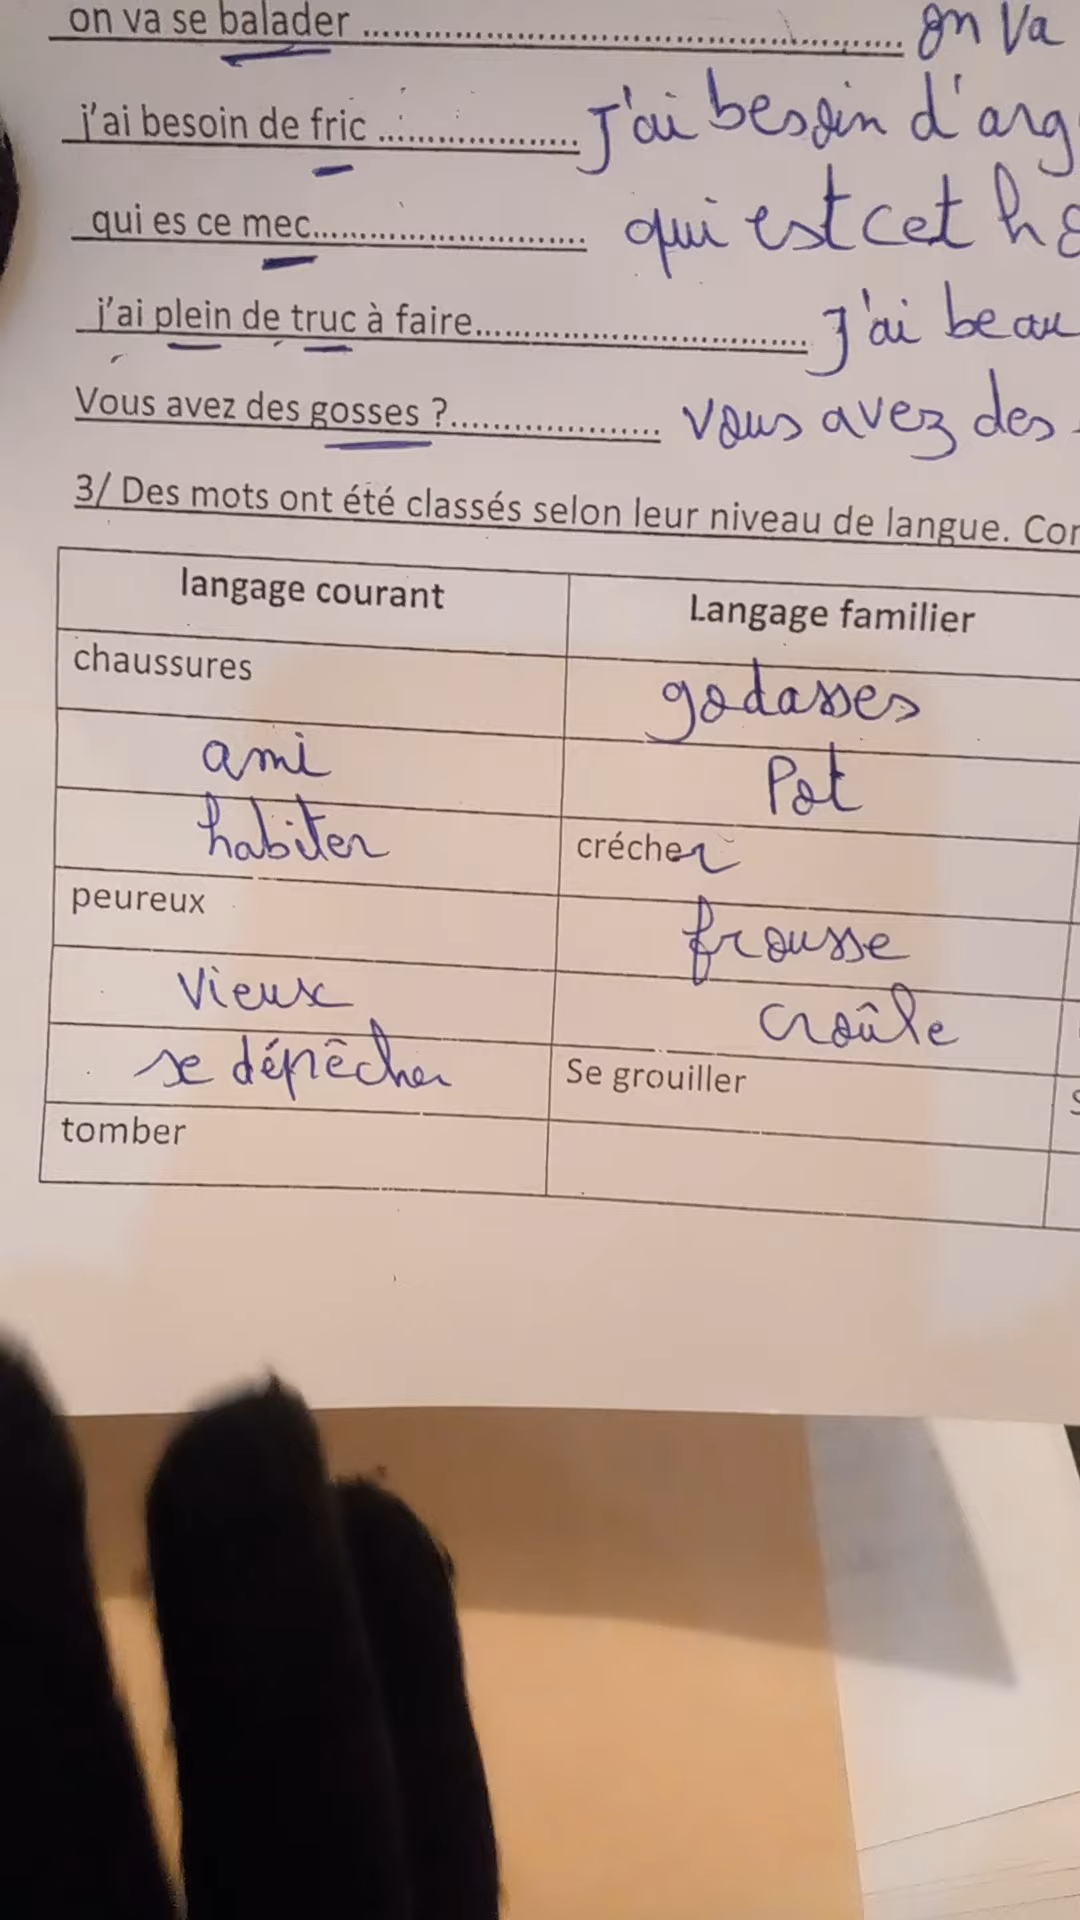 on va se balader ........................................................ on va
j'ai besoin de fric ...................... J'ai besoin d'arg
qui es ce mec.............................. qui est cet
j'ai plein de truc à faire..................................... J'ai beau
Vous avez des gosses ?....................... Vous avez des
3/ Des mots ont été classés selon leur niveau de langue. Con
langage courant Langage familier
chaussures godasses
ami Pot
habiter crécher
peureux frousse
vieux croûle
se dépêcher Se grouiller
tomber